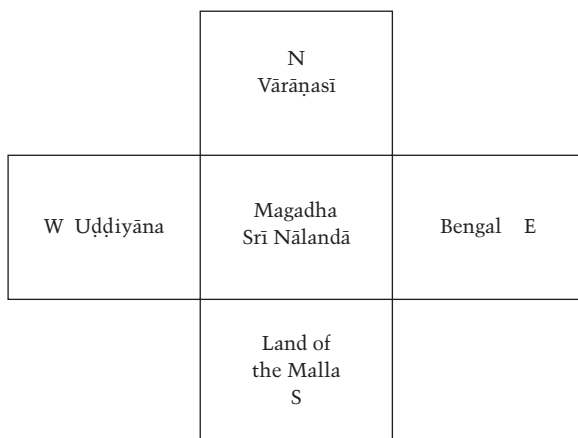 N
Vārāṇasī
W Uḍḍiyāna
Magadha
Srī Nālandā
Bengal E
Land of
the Malla
S